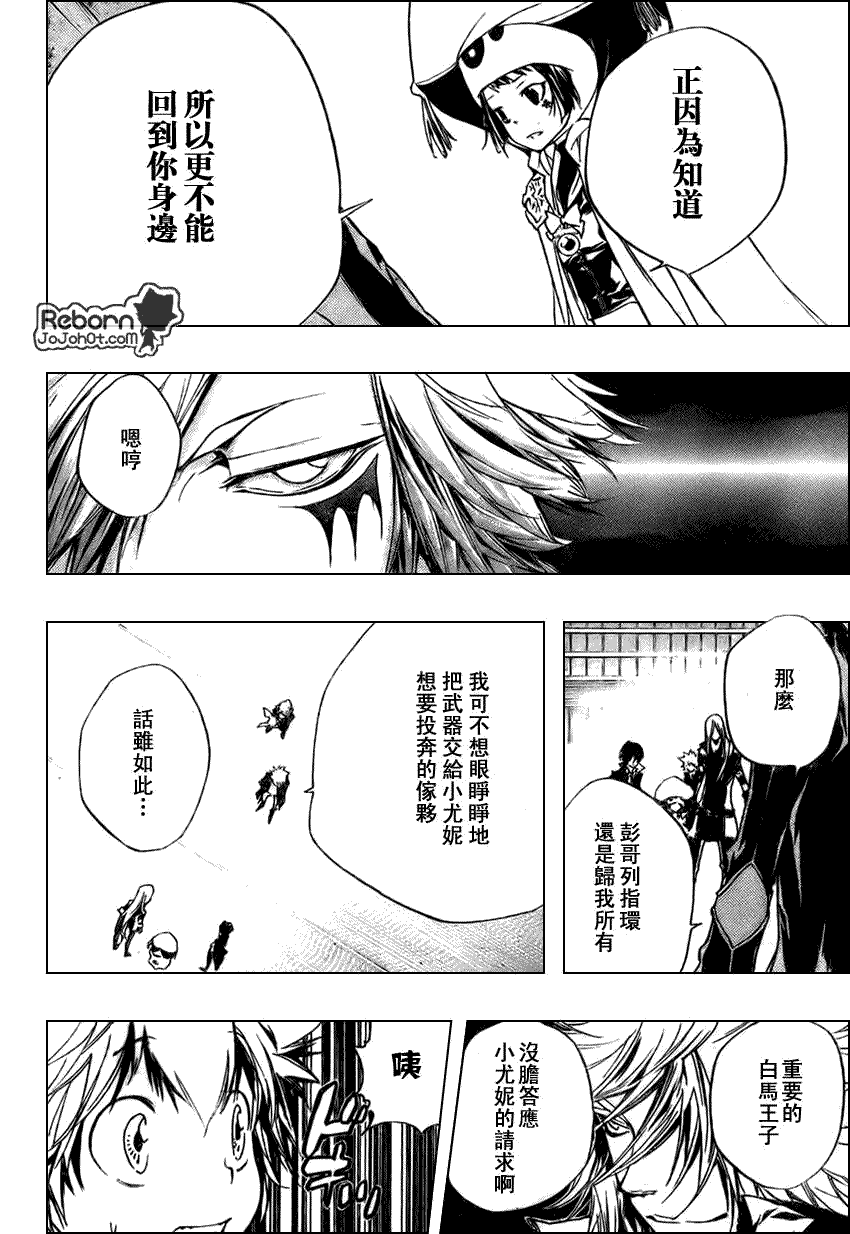 正因為知道
所以更不能
回到你身邊
Reborn
JoJoHOt.com
嗯哼
那麼
彭哥列指環
還是歸我所有
我可不想眼睜睜地
把武器交給小尤妮
想要投奔的傢夥
話雖如此…
重要的
白馬王子
沒膽答應
小尤妮的請求啊
咦
ドキッ